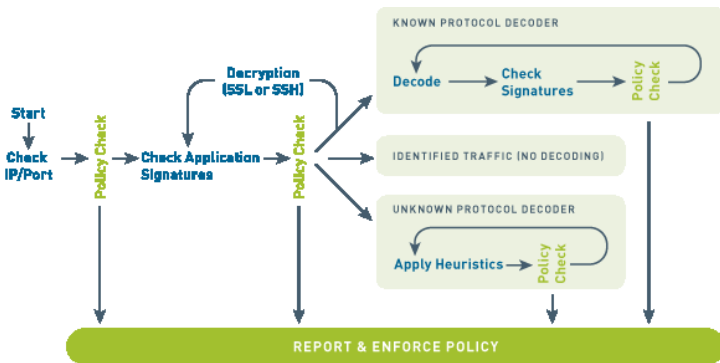 KNOWN PROTOCOL DECODER
Decode
Check
Signatures
Policy
Check
Decryption
(SSL or SSH)
Start
Check
IP/Port
Policy Check
Check Application
Signatures
Policy Check
IDENTIFIED TRAFFIC (NO DECODING)
UNKNOWN PROTOCOL DECODER
Apply Heuristics
Policy
Check
REPORT & ENFORCE POLICY